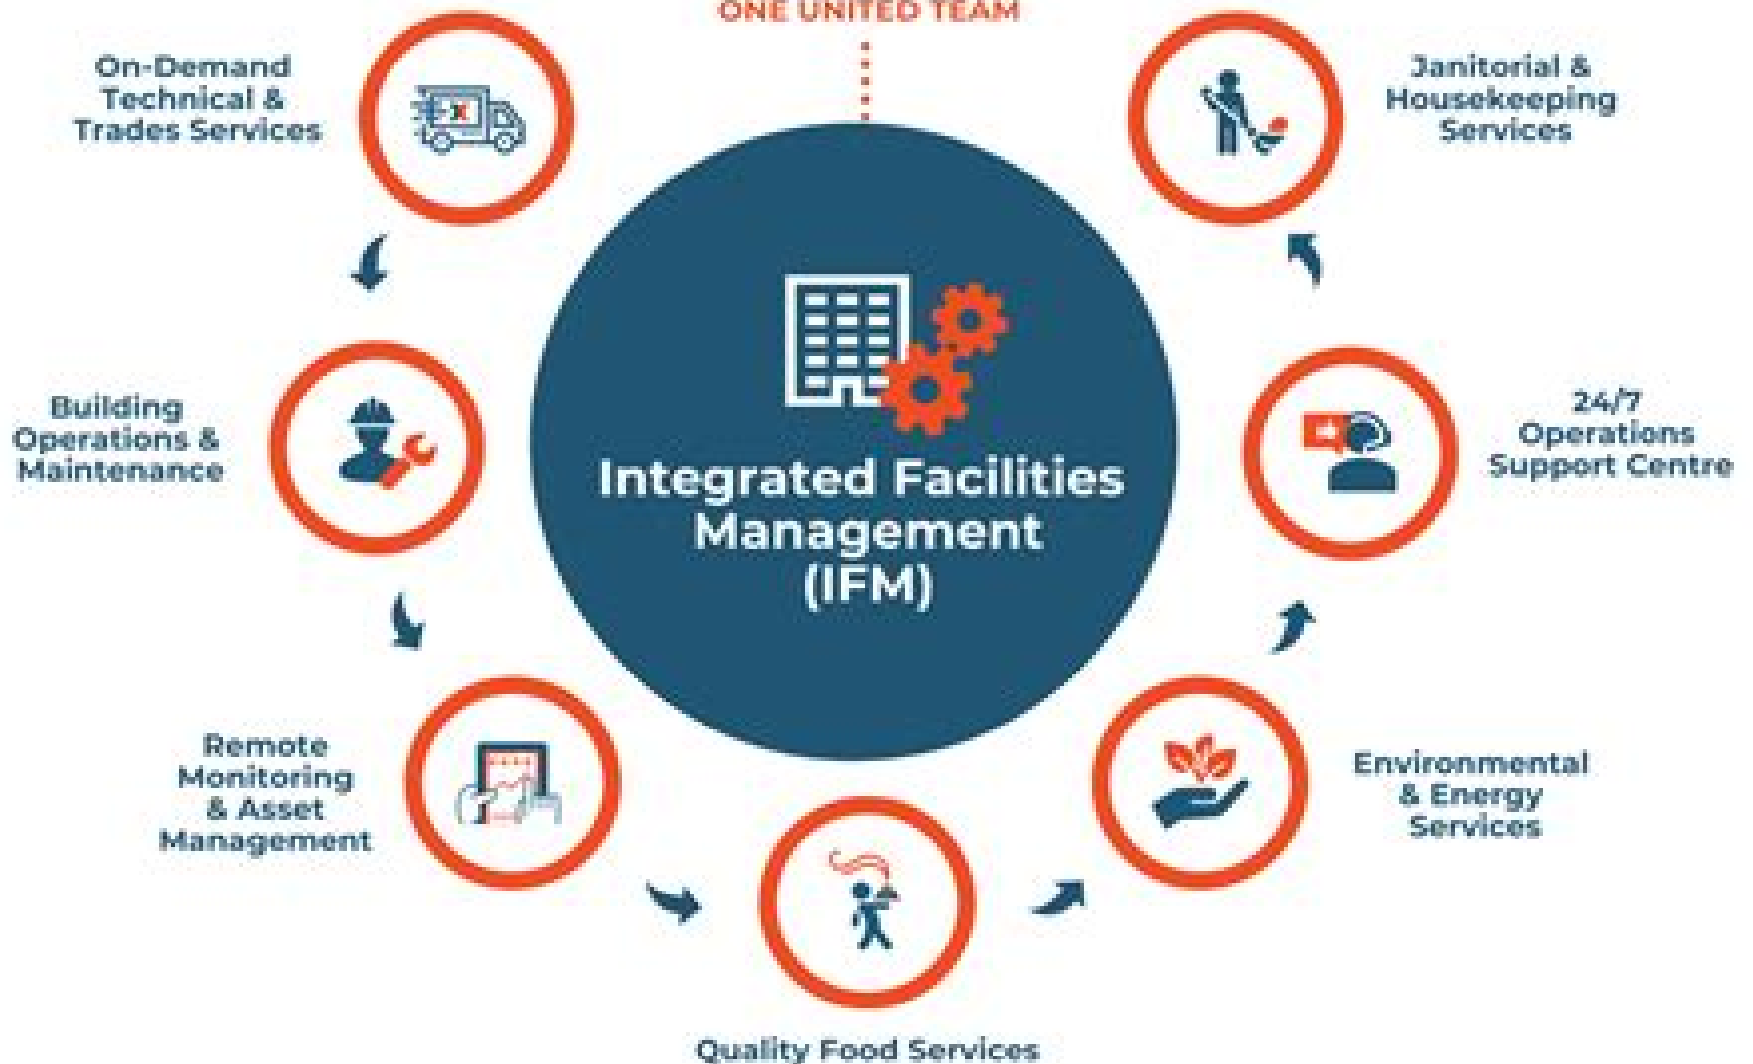 ONE UNITED TEAM
On-Demand
Technical &
Trades Services
Janitorial &
Housekeeping
Services
Building
Operations &
Maintenance
Integrated Facilities
Management
(IFM)
24/7
Operations
Support Centre
Remote
Monitoring
& Asset
Management
Environmental
& Energy
Services
Quality Food Services